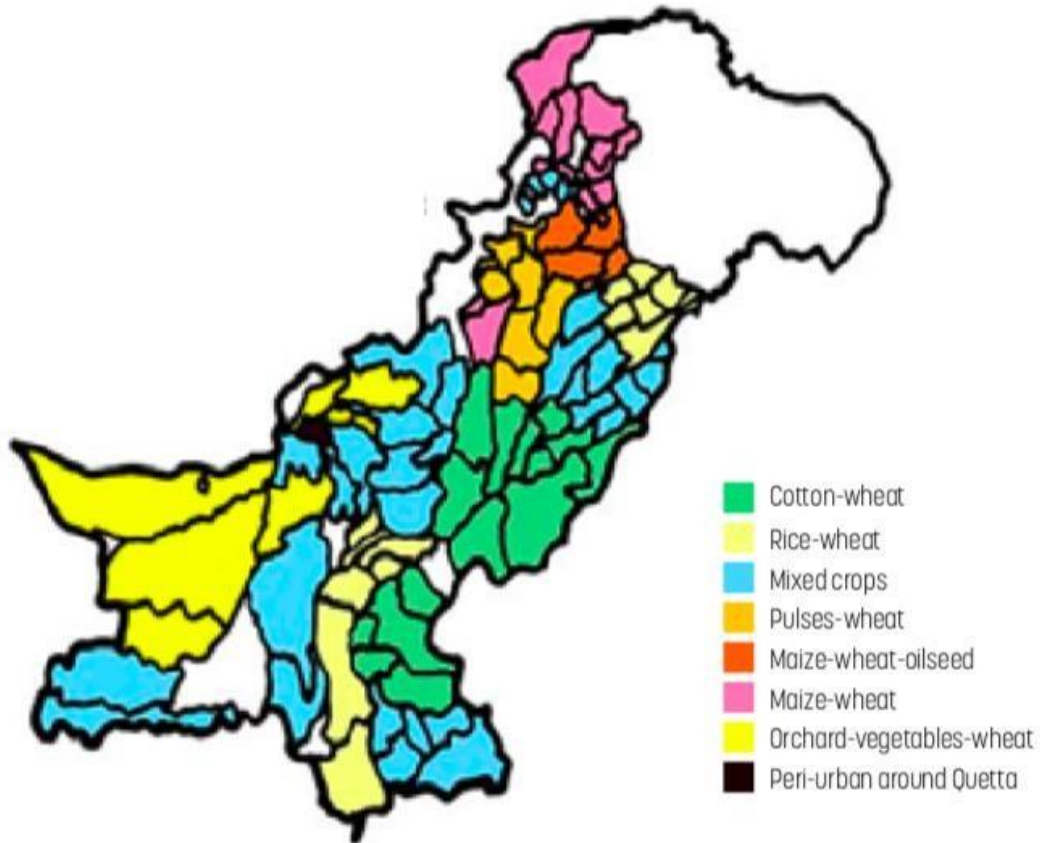 Cotton-wheat
Rice-wheat
Mixed crops
Pulses-wheat
Maize-wheat-oilseed
Maize-wheat
Orchard-vegetables-wheat
Peri-urban around Quetta